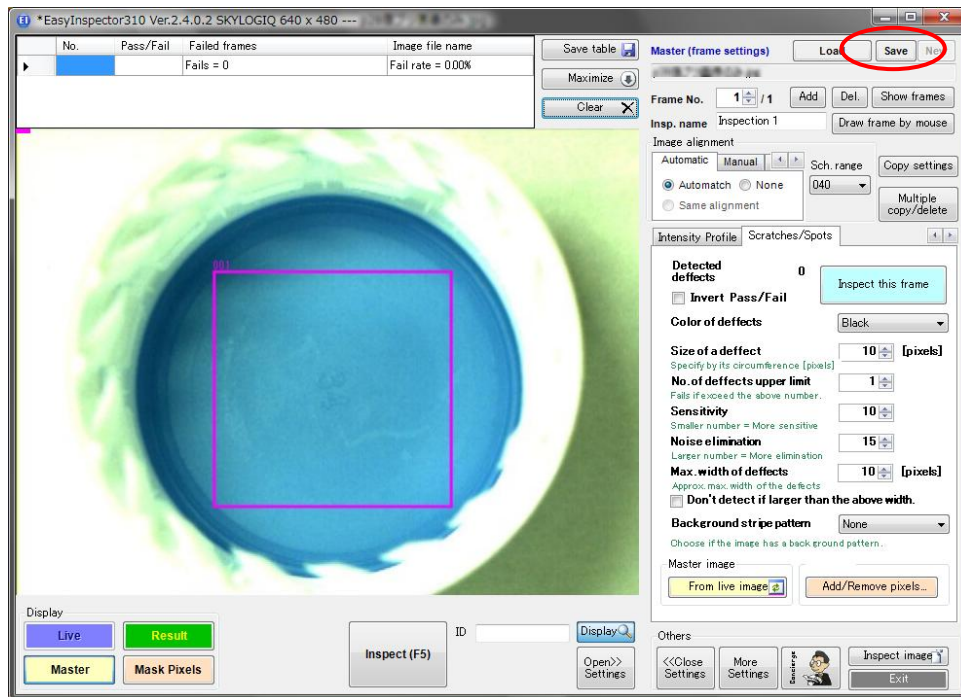 *EasyInspector310 Ver.2.4.0.2 SKYLOGIQ 640 x 480 ---
No. Pass/Fail Failed frames Image file name
Fails = 0 Fail rate = 0.00%
Save table
Maximize
Clear
Master (frame settings) Load Save New
Frame No. 1 / 1 Add Del. Show frames
Insp. name Inspection 1 Draw frame by mouse
Image alignment
Automatic Manual
Automatch None
Same alignment
Sch. range
040
Copy settings
Multiple
copy/delete
001
Intensity Profile Scratches/Spots
Detected
deffects 0
Inspect this frame
Invert Pass/Fail
Color of deffects Black
Size of a deffect 10 [pixels]
Specify by its circumference [pixels]
No. of deffects upper limit 1
Fails if exceed the above number.
Sensitivity 10
Smaller number = More sensitive
Noise elimination 15
Larger number = More elimination
Max. width of deffects 10 [pixels]
Approx. max. width of the defects
Don't detect if larger than the above width.
Background stripe pattern None
Choose if the image has a back ground pattern.
Master image
From live image Add/Remove pixels...
Display
Live Result
Master Mask Pixels
Inspect (F5)
ID
Display
Open>>
Settings
Others
<<Close
Settings
More
Settings
Concierge
Inspect image
Exit